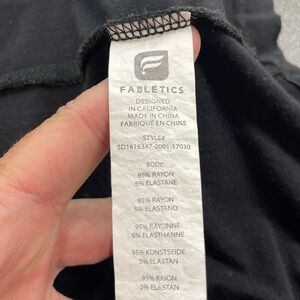 FABLETICS
DESIGNED
IN CALIFORNIA
MADE IN CHINA
FABRIQUÉ EN CHINE
STYLE#
SD1616347-0001-17030
BODY:
95% RAYON
5% ELASTANE
95% RAYON
5% ELASTANO
95% RAYONNE
5% ELASTHANNE
95% KUNSTSEIDE
5% ELASTAN
95% RAION
5% ELASTAN